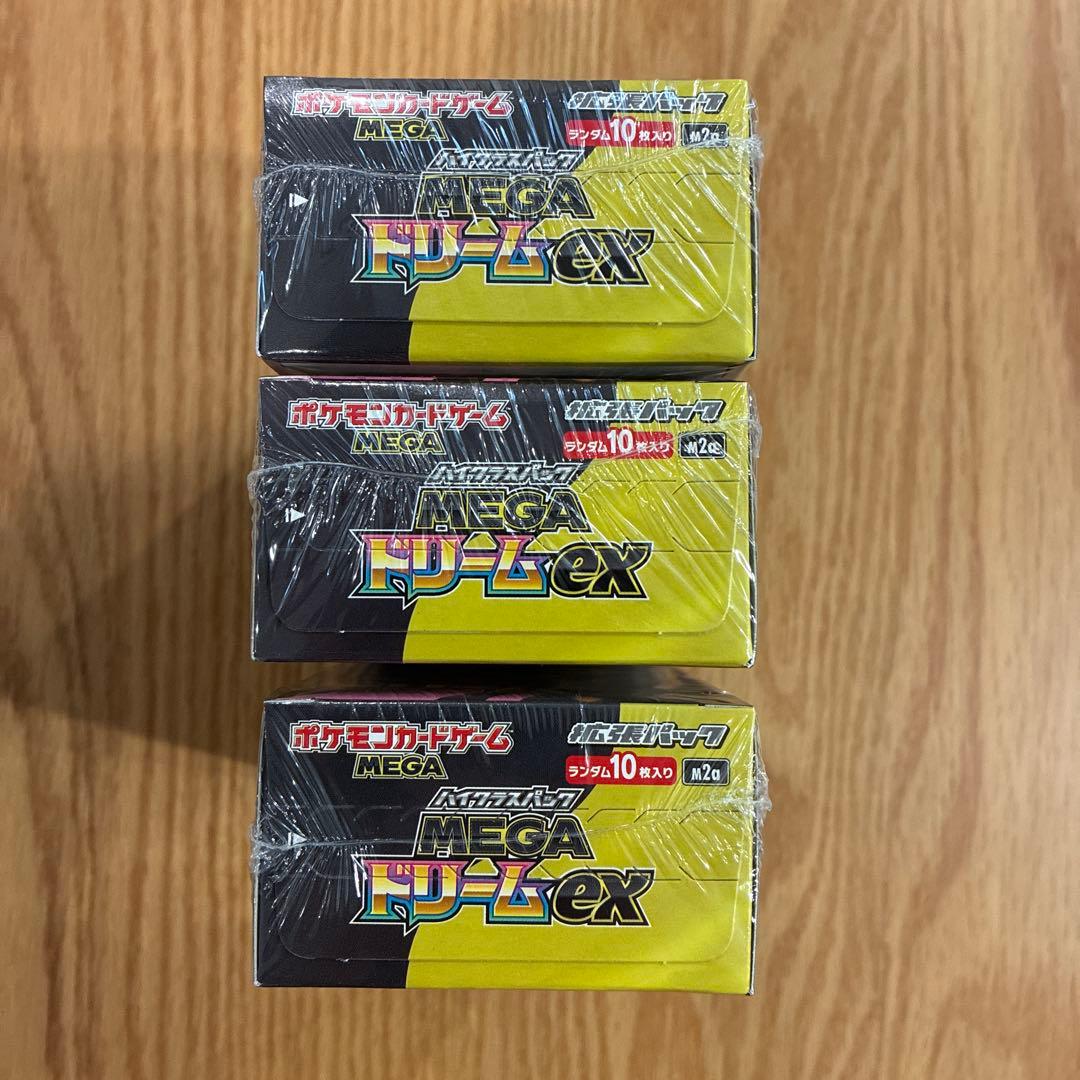 ポケモンカードゲーム
MEGA
拡張パック
ランダム10枚入り M2a
ハイクラスパック
MEGA
ドリームex
ポケモンカードゲーム
MEGA
拡張パック
ランダム10枚入り M2a
ハイクラスパック
MEGA
ドリームex
ポケモンカードゲーム
MEGA
拡張パック
ランダム10枚入り M2a
ハイクラスパック
MEGA
ドリームex